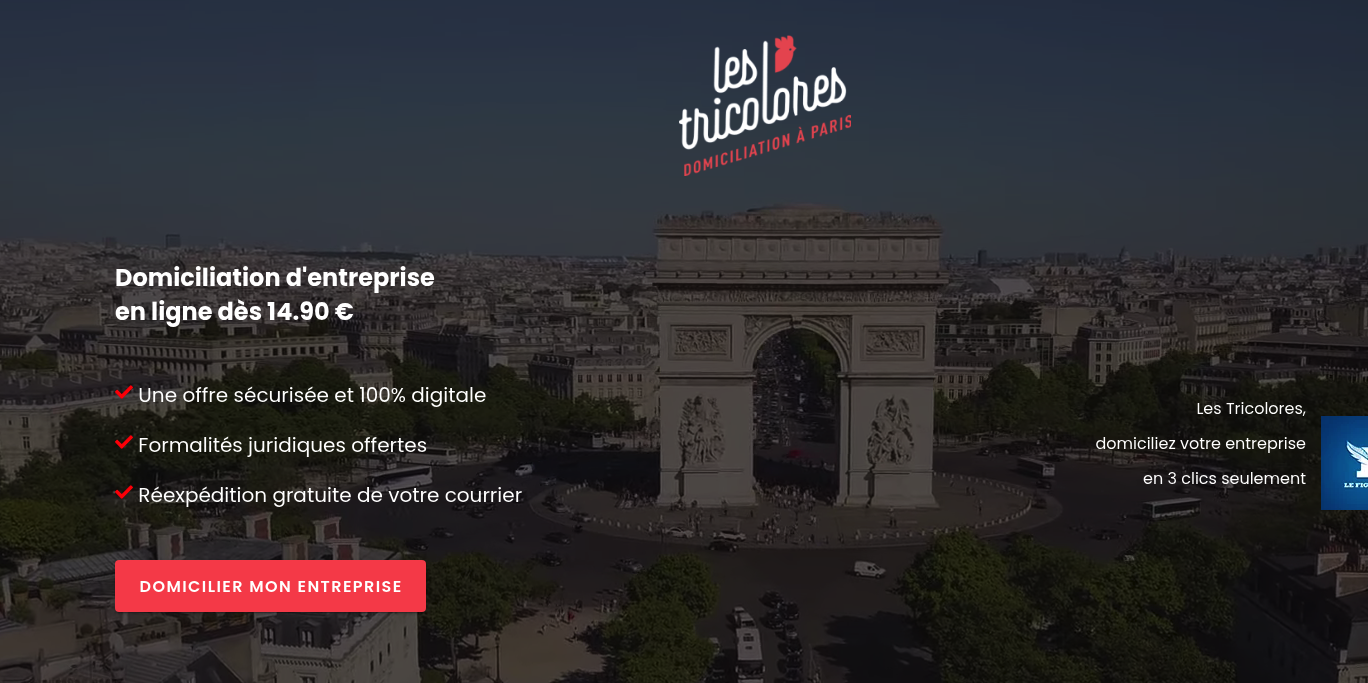 les
tricolores
DOMICILIATION À PARIS
Domiciliation d'entreprise
en ligne dès 14.90 €
Une offre sécurisée et 100% digitale
Formalités juridiques offertes
Réexpédition gratuite de votre courrier
DOMICILIER MON ENTREPRISE
Les Tricolores,
domiciliez votre entreprise
en 3 clics seulement